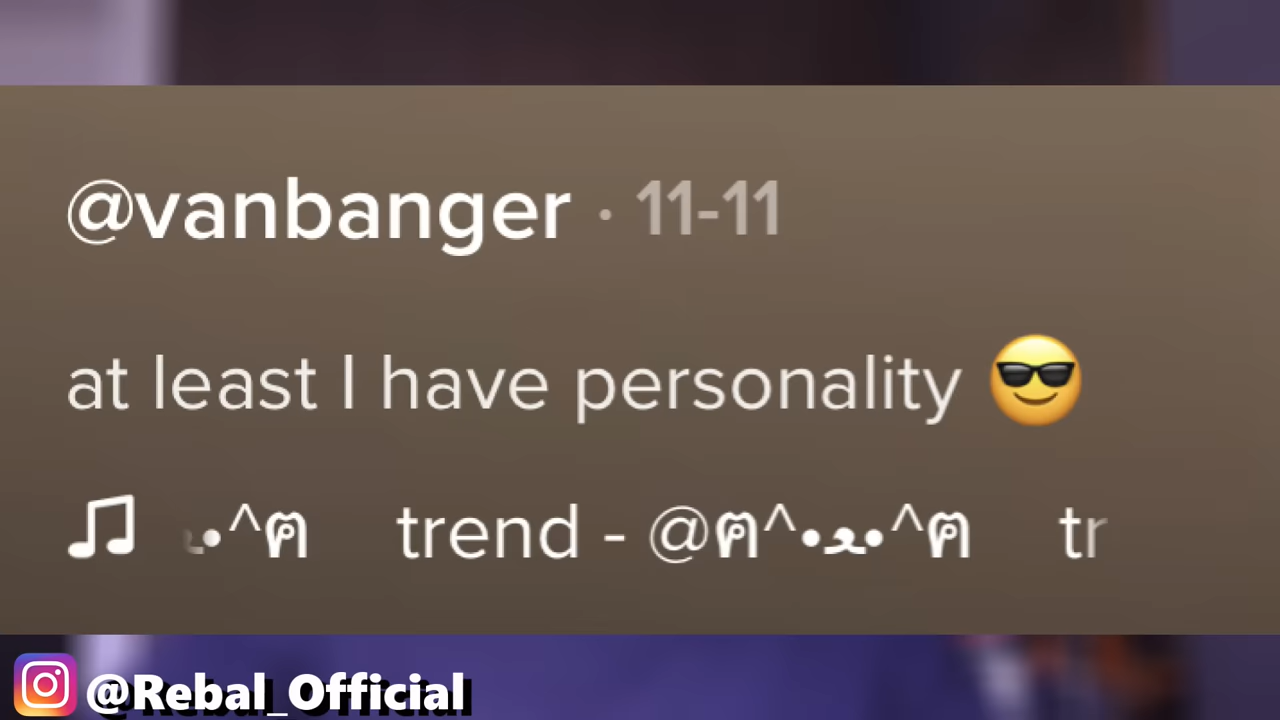 @vanbanger · 11-11
at least I have personality 😎
•^ฅ trend - @ฅ^•ﻌ•^ฅ tr
@Rebal_Official